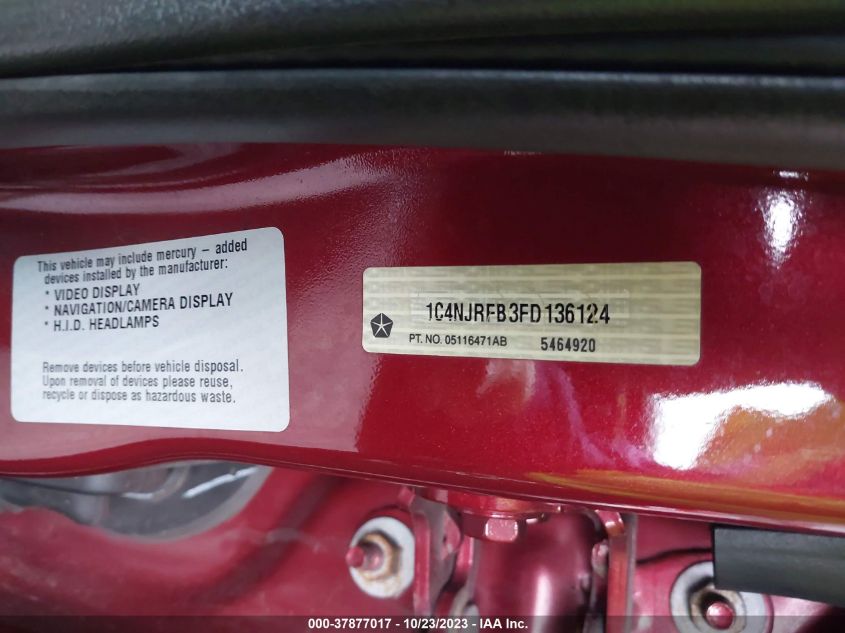 This vehicle may include mercury – added
devices installed by the manufacturer:
* VIDEO DISPLAY
* NAVIGATION/CAMERA DISPLAY
* H.I.D. HEADLAMPS
Remove devices before vehicle disposal.
Upon removal of devices please reuse,
recycle or dispose as hazardous waste.
1C4NJRFB3FD136124
PT. NO. 05116471AB 5464920
000-37877017 - 10/23/2023 - IAA Inc.